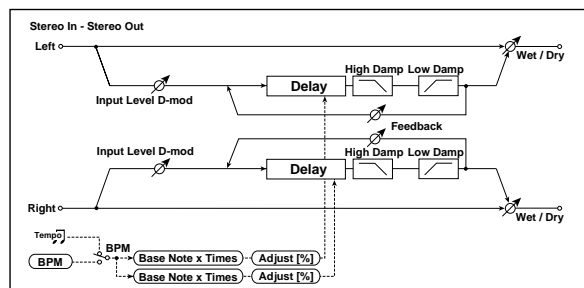 Stereo In - Stereo Out
Left
Wet / Dry
High Damp Low Damp
Delay
Input Level D-mod
Feedback
Input Level D-mod
High Damp Low Damp
Delay
Right
Wet / Dry
Tempo
BPM
BPM
Base Note x Times Adjust [%]
Base Note x Times Adjust [%]